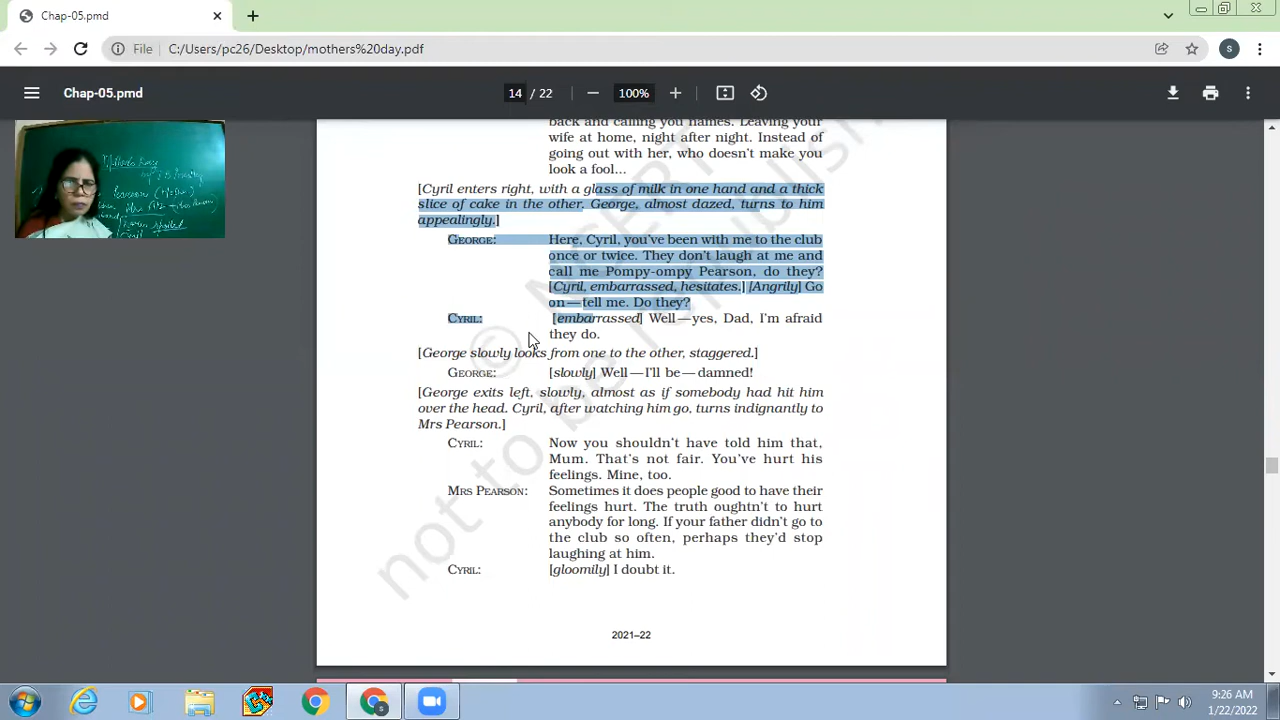 Chap-05.pmd
File
C:/Users/pc26/Desktop/mothers%20day.pdf
S
Chap-05.pmd
14 / 22
100%
back and calling you names. Leaving your
wife at home, night after night. Instead of
going out with her, who doesn't make you
look a fool...
[Cyril enters right, with a glass of milk in one hand and a thick
slice of cake in the other. George, almost dazed, turns to him
appealingly.]
GEORGE: Here, Cyril, you've been with me to the club
once or twice. They don't laugh at me and
call me Pompy-ompy Pearson, do they?
[Cyril, embarrassed, hesitates.] [Angrily] Go
on—tell me. Do they?
CYRIL: [embarrassed] Well—yes, Dad, I'm afraid
they do.
[George slowly looks from one to the other, staggered.]
GEORGE: [slowly] Well—I'll be—damned!
[George exits left, slowly, almost as if somebody had hit him
over the head. Cyril, after watching him go, turns indignantly to
Mrs Pearson.]
CYRIL: Now you shouldn't have told him that,
Mum. That's not fair. You've hurt his
feelings. Mine, too.
MRS PEARSON: Sometimes it does people good to have their
feelings hurt. The truth oughtn't to hurt
anybody for long. If your father didn't go to
the club so often, perhaps they'd stop
laughing at him.
CYRIL: [gloomily] I doubt it.
2021–22
© NCERT
not to be republished
9:26 AM
1/22/2022